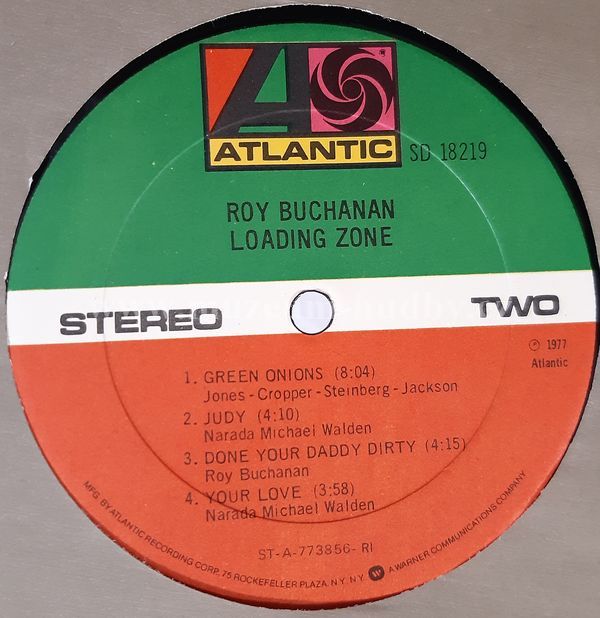 ATLANTIC
SD 18219
ROY BUCHANAN
LOADING ZONE
STEREO
TWO
℗ 1977
Atlantic
1. GREEN ONIONS (8:04)
Jones - Cropper - Steinberg - Jackson
2. JUDY (4:10)
Narada Michael Walden
3. DONE YOUR DADDY DIRTY (4:15)
Roy Buchanan
4. YOUR LOVE (3:58)
Narada Michael Walden
ST-A-773856-RI
MFG. BY ATLANTIC RECORDING CORP., 75 ROCKEFELLER PLAZA, N.Y. N.Y. A WARNER COMMUNICATIONS COMPANY